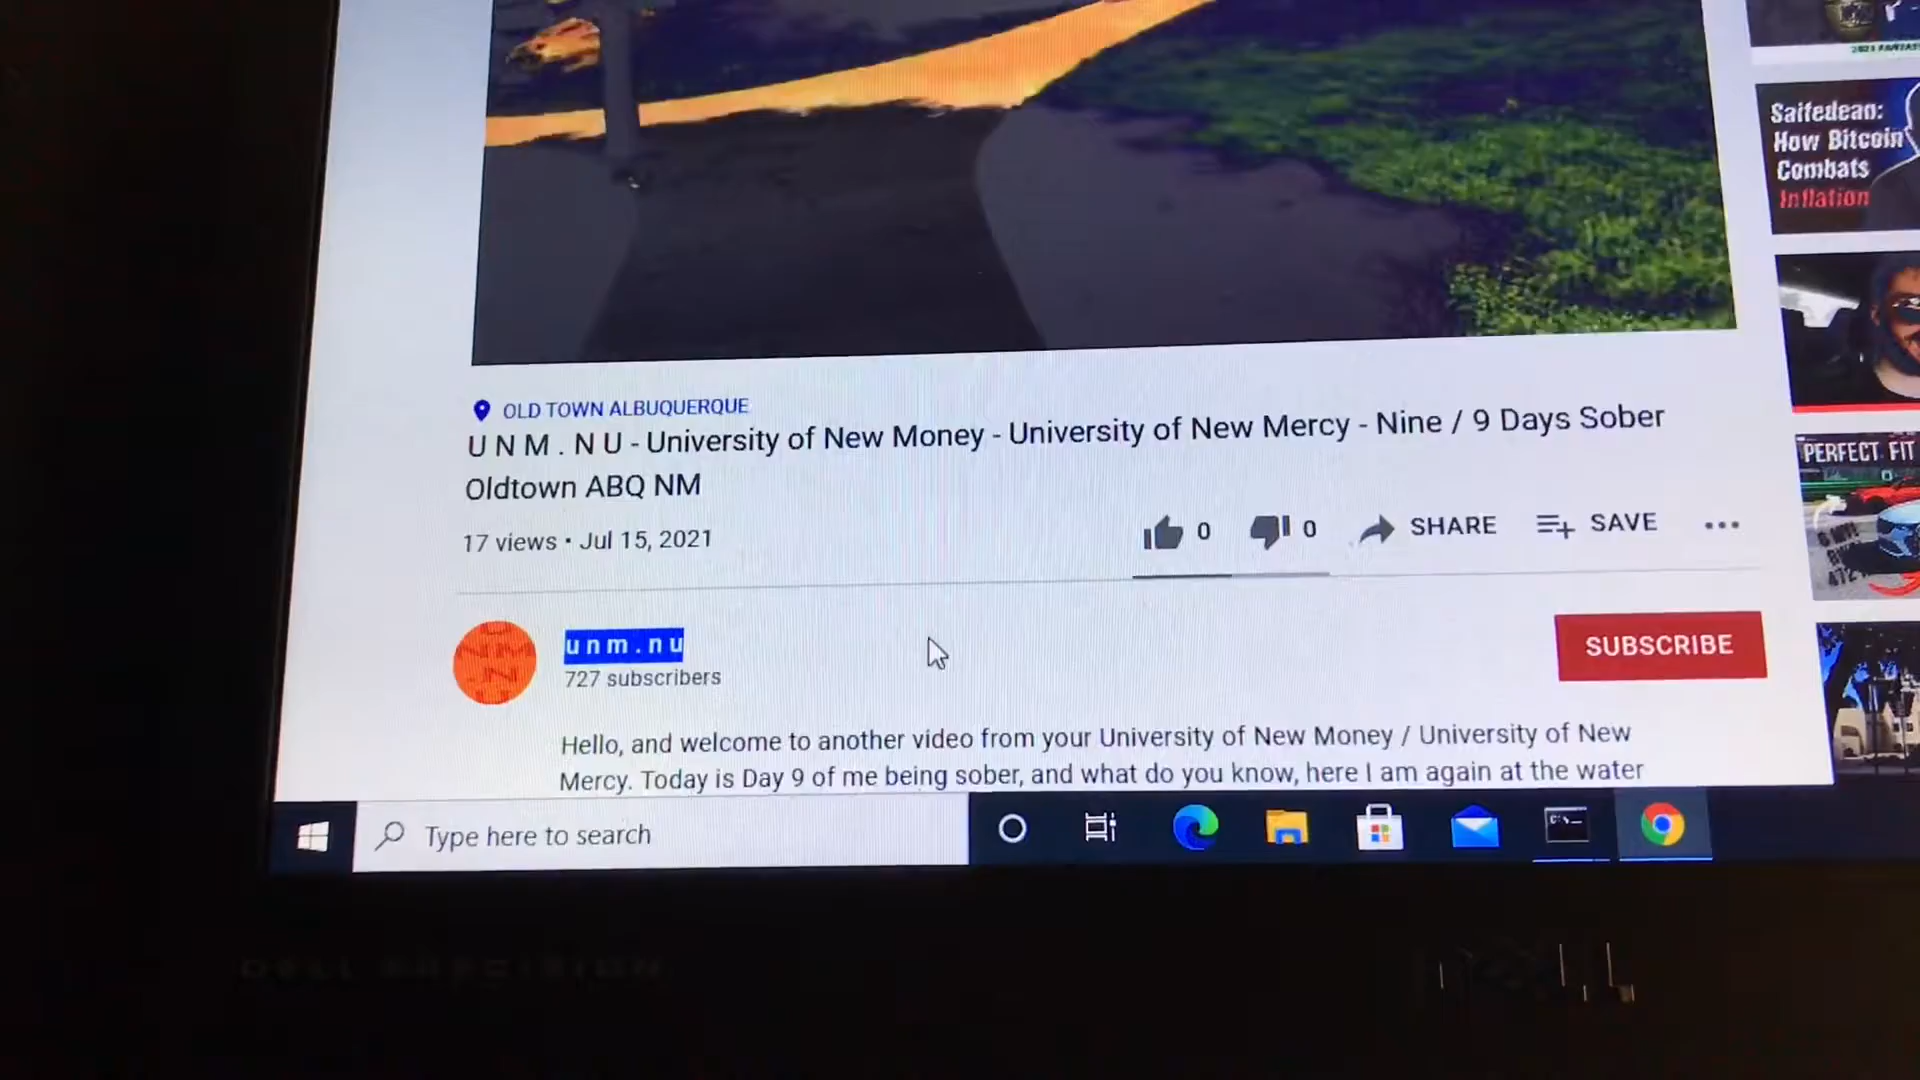 Saifedean:
How Bitcoin
Combats
Inflation
OLD TOWN ALBUQUERQUE
U N M . N U - University of New Money - University of New Mercy - Nine / 9 Days Sober
Oldtown ABQ NM
17 views • Jul 15, 2021
0
0
SHARE
SAVE
PERFECT FIT
u n m . n u
727 subscribers
SUBSCRIBE
Hello, and welcome to another video from your University of New Money / University of New
Mercy. Today is Day 9 of me being sober, and what do you know, here I am again at the water
Type here to search
DELL PRECISION
DELL